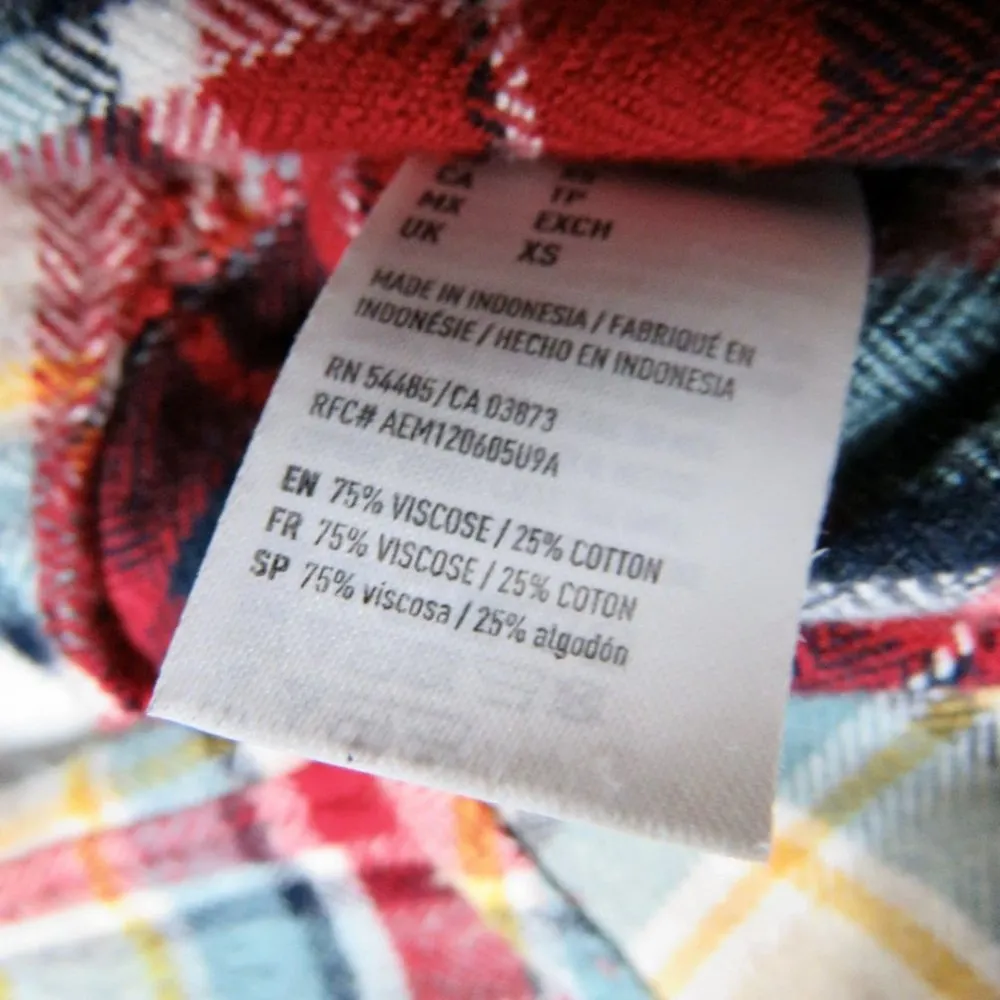 CA
MX TP
UK EXCH
XS
MADE IN INDONESIA / FABRIQUÉ EN
INDONÉSIE / HECHO EN INDONESIA
RN 54485 / CA 03873
RFC# AEM120605U9A
EN 75% VISCOSE / 25% COTTON
FR 75% VISCOSE / 25% COTON
SP 75% viscosa / 25% algodón